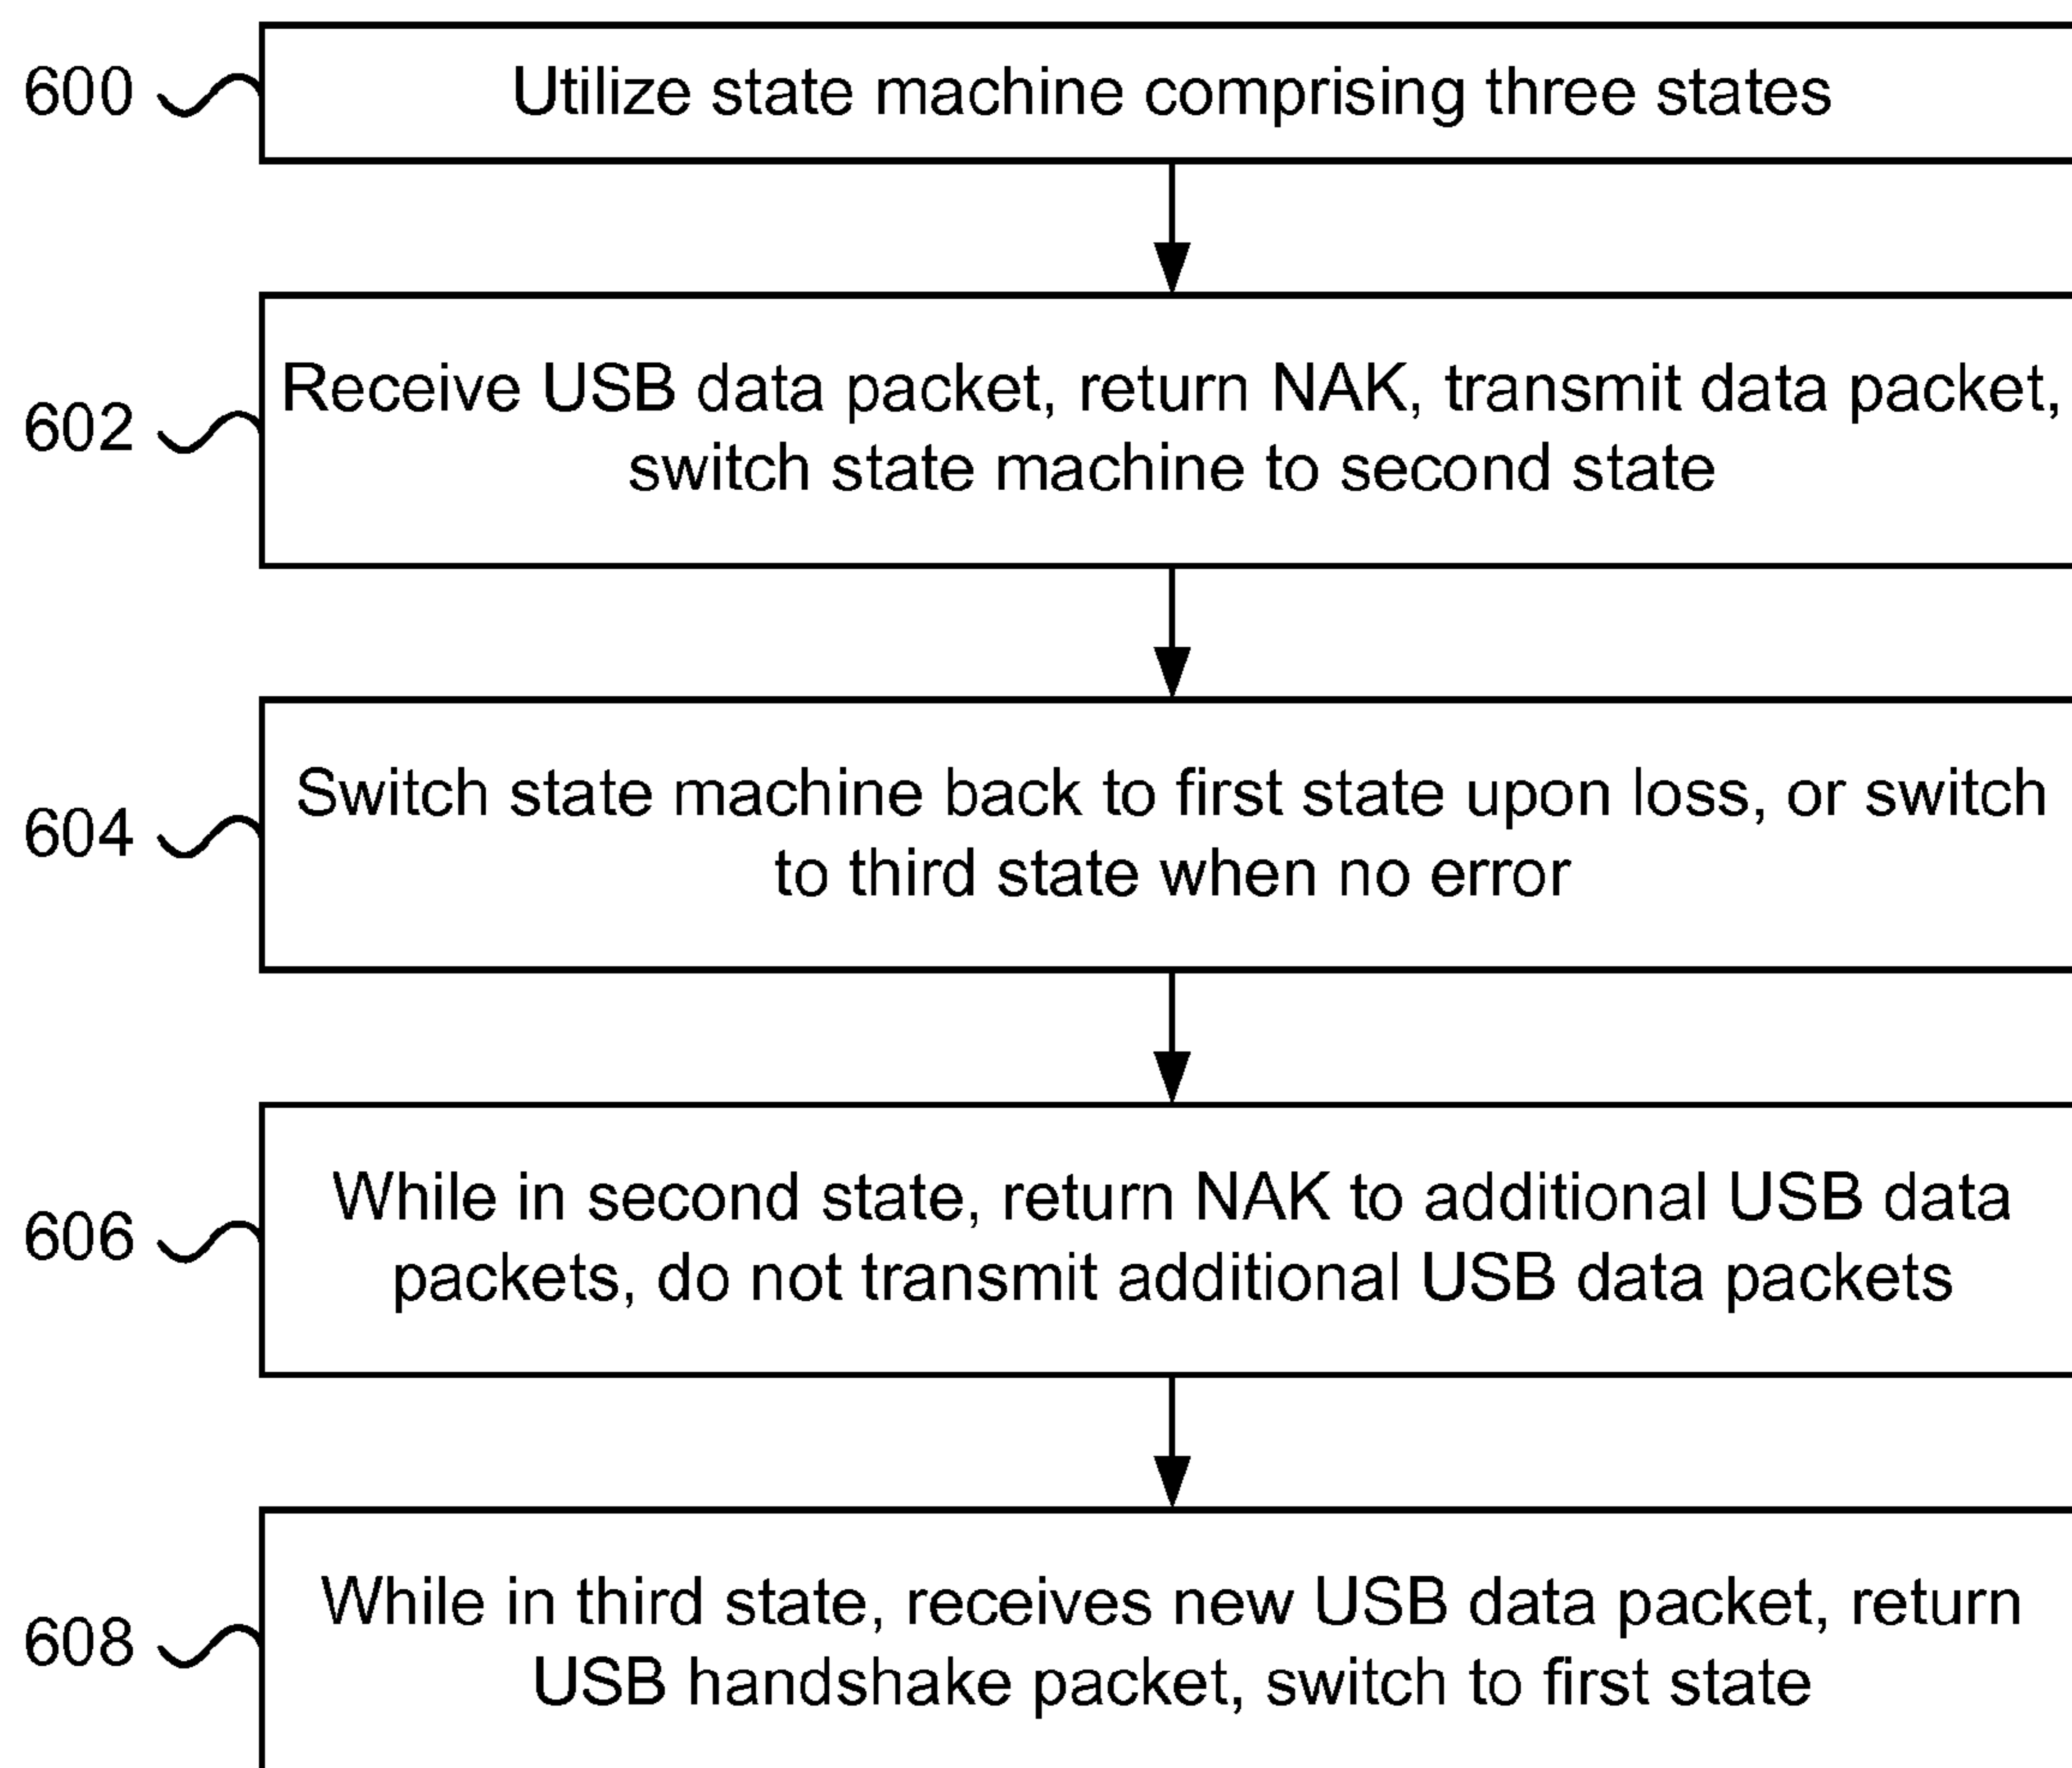 600
Utilize state machine comprising three states
602
Receive USB data packet, return NAK, transmit data packet,
switch state machine to second state
604
Switch state machine back to first state upon loss, or switch
to third state when no error
606
While in second state, return NAK to additional USB data
packets, do not transmit additional USB data packets
608
While in third state, receives new USB data packet, return
USB handshake packet, switch to first state